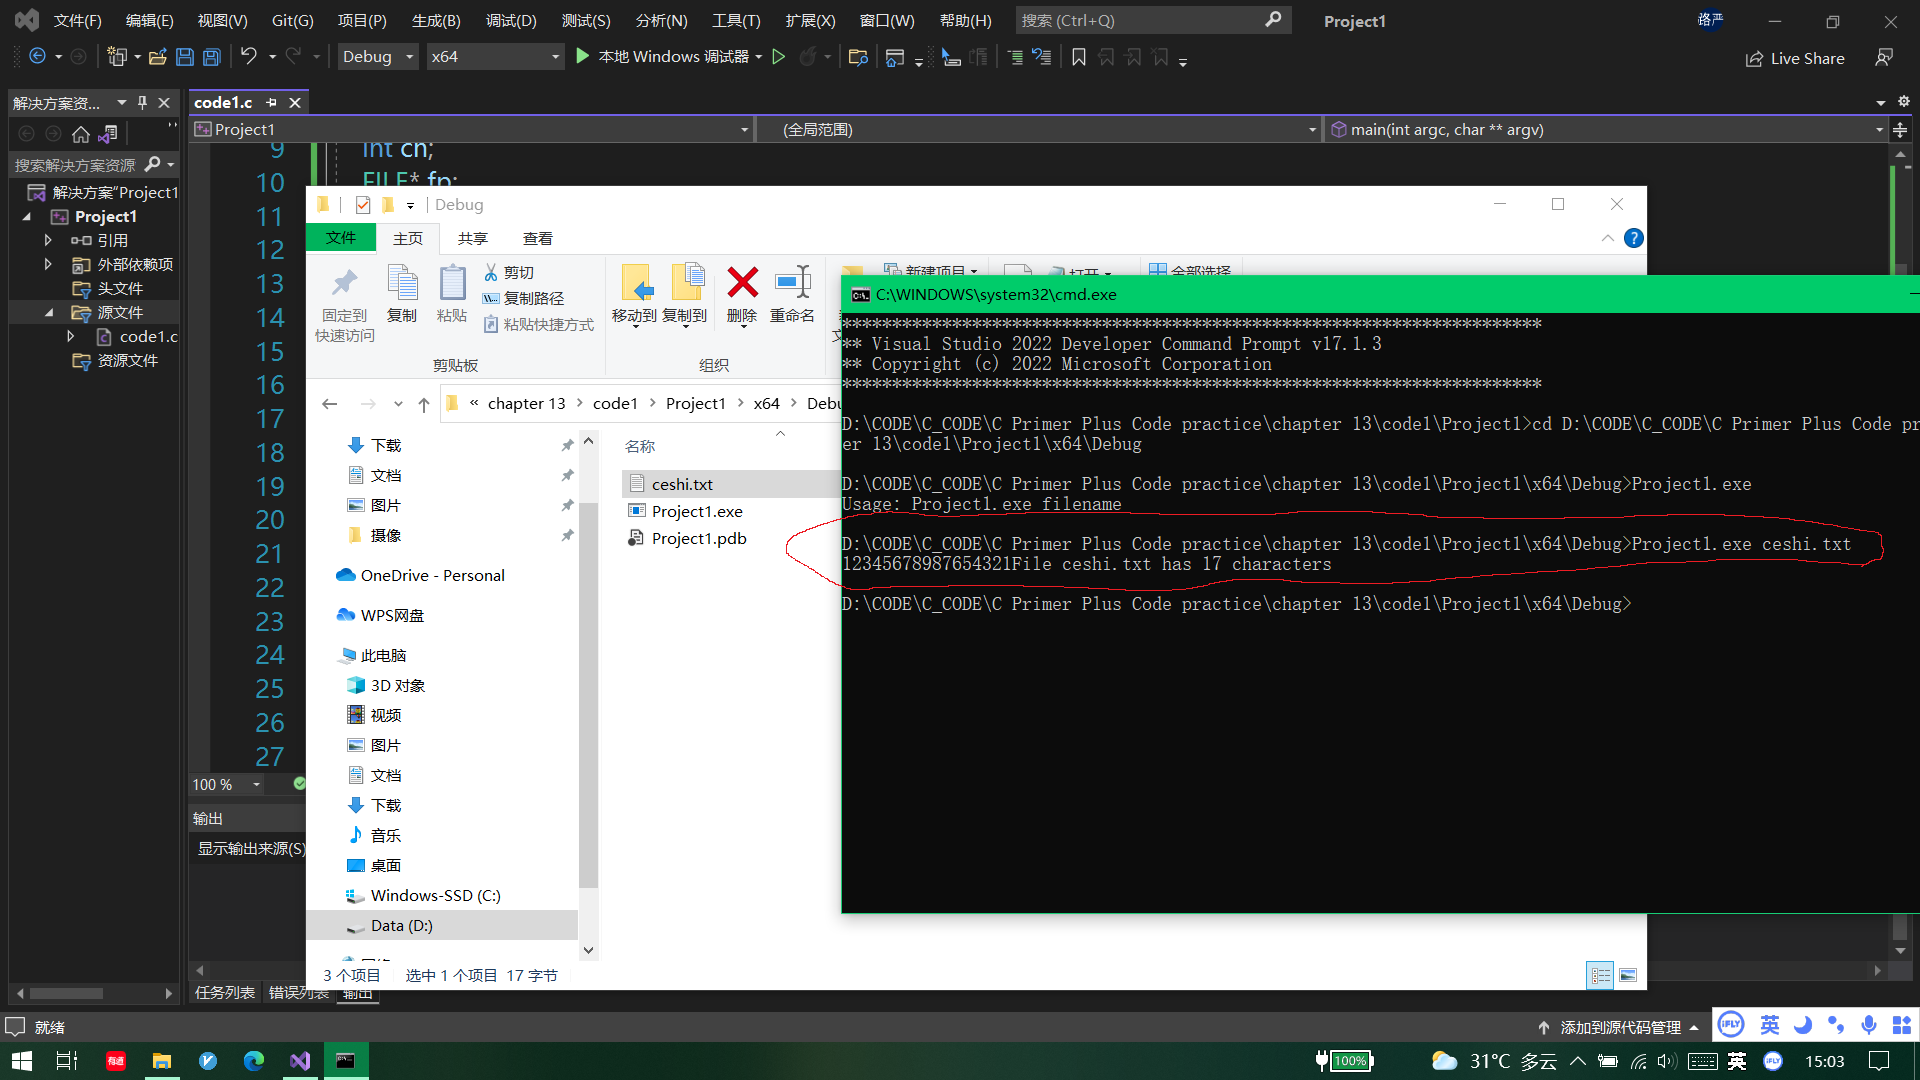 文件(F) 编辑(E) 视图(V) Git(G) 项目(P) 生成(B) 调试(D) 测试(S) 分析(N) 工具(T) 扩展(X) 窗口(W) 帮助(H) 搜索 (Ctrl+Q) Project1
Debug x64 本地 Windows 调试器 Live Share
解决方案资... code1.c
Project1 (全局范围) main(int argc, char ** argv)
搜索解决方案资源
解决方案"Project1
Project1
引用
外部依赖项
头文件
源文件
code1.c
资源文件
9 int ch;
10 FILE* fp;
11
12
13
14
15
16
17
18
19
20
21
22
23
24
25
26
27
100 %
输出
显示输出来源(S)
任务列表 错误列表 输出
Debug
文件 主页 共享 查看
固定到快速访问
复制
粘贴
剪切
复制路径
粘贴快捷方式
剪贴板
移动到 复制到 删除 重命名
组织
新建项目 打开 全部选择
« chapter 13 > code1 > Project1 > x64 > Debu
下载
文档
图片
摄像
OneDrive - Personal
WPS网盘
此电脑
3D 对象
视频
图片
文档
下载
音乐
桌面
Windows-SSD (C:)
Data (D:)
网络
名称
ceshi.txt
Project1.exe
Project1.pdb
3 个项目 选中 1 个项目 17 字节
C:\WINDOWS\system32\cmd.exe
**********************************************************************
** Visual Studio 2022 Developer Command Prompt v17.1.3
** Copyright (c) 2022 Microsoft Corporation
**********************************************************************
D:\CODE\C_CODE\C Primer Plus Code practice\chapter 13\code1\Project1>cd D:\CODE\C_CODE\C Primer Plus Code pr
er 13\code1\Project1\x64\Debug
D:\CODE\C_CODE\C Primer Plus Code practice\chapter 13\code1\Project1\x64\Debug>Project1.exe
Usage: Project1.exe filename
D:\CODE\C_CODE\C Primer Plus Code practice\chapter 13\code1\Project1\x64\Debug>Project1.exe ceshi.txt
12345678987654321File ceshi.txt has 17 characters
D:\CODE\C_CODE\C Primer Plus Code practice\chapter 13\code1\Project1\x64\Debug>
就绪 添加到源代码管理 iFLY 英
有道 100% 31°C 多云 英 iFLY 15:03